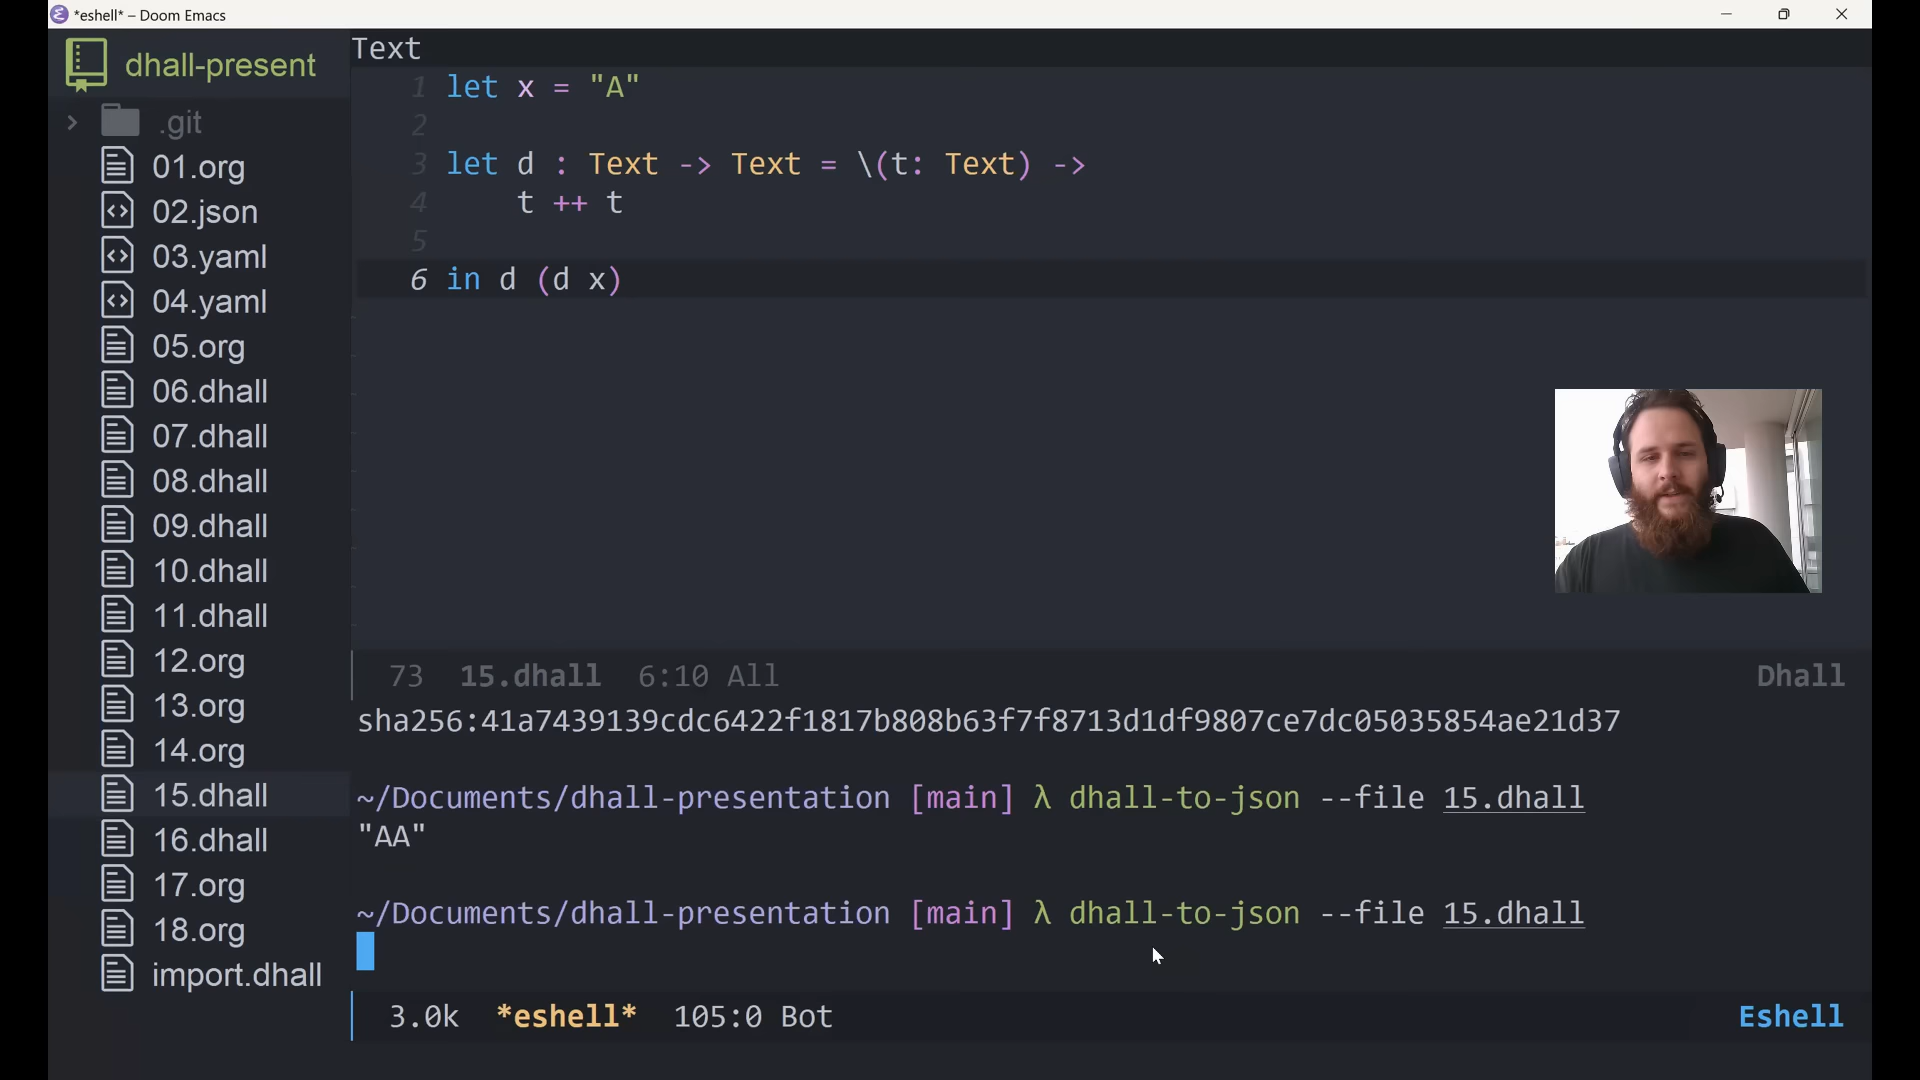 *eshell* – Doom Emacs
dhall-present
.git
01.org
02.json
03.yaml
04.yaml
05.org
06.dhall
07.dhall
08.dhall
09.dhall
10.dhall
11.dhall
12.org
13.org
14.org
15.dhall
16.dhall
17.org
18.org
import.dhall
Text
1 let x = "A"
2
3 let d : Text -> Text = \(t: Text) ->
4 t ++ t
5
6 in d (d x)
73 15.dhall 6:10 All Dhall
sha256:41a7439139cdc6422f1817b808b63f7f8713d1df9807ce7dc05035854ae21d37
~/Documents/dhall-presentation [main] λ dhall-to-json --file 15.dhall
"AA"
~/Documents/dhall-presentation [main] λ dhall-to-json --file 15.dhall
3.0k *eshell* 105:0 Bot Eshell